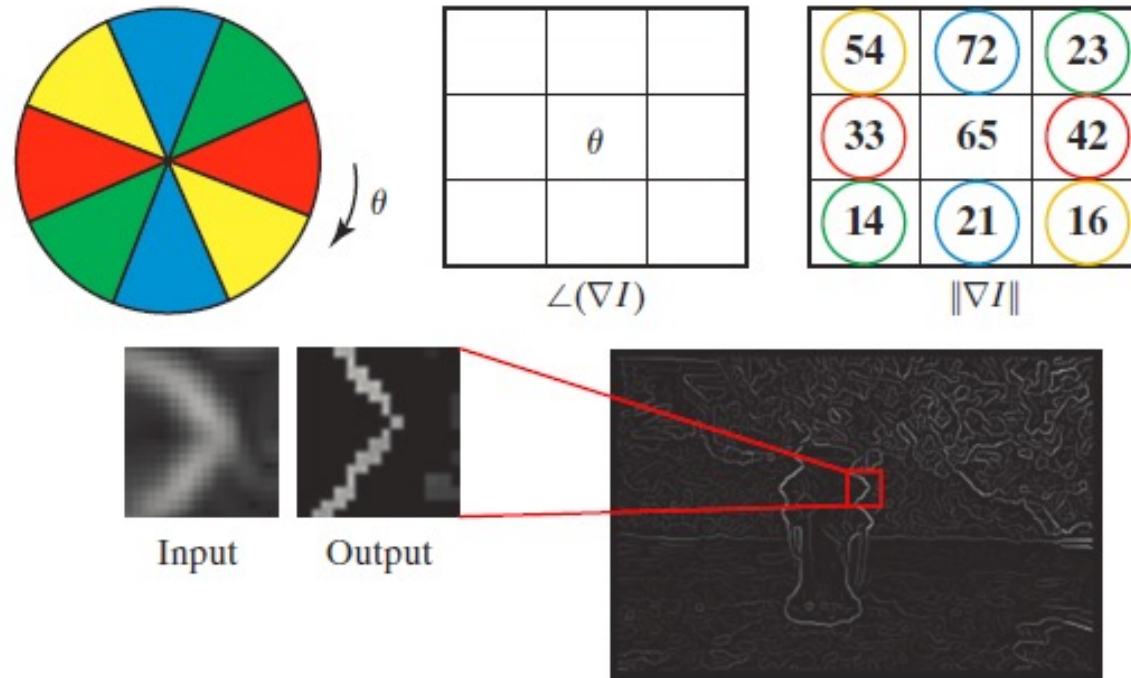 θ
θ
54 72 23
33 65 42
14 21 16
∠(∇I)
‖∇I‖
Input
Output